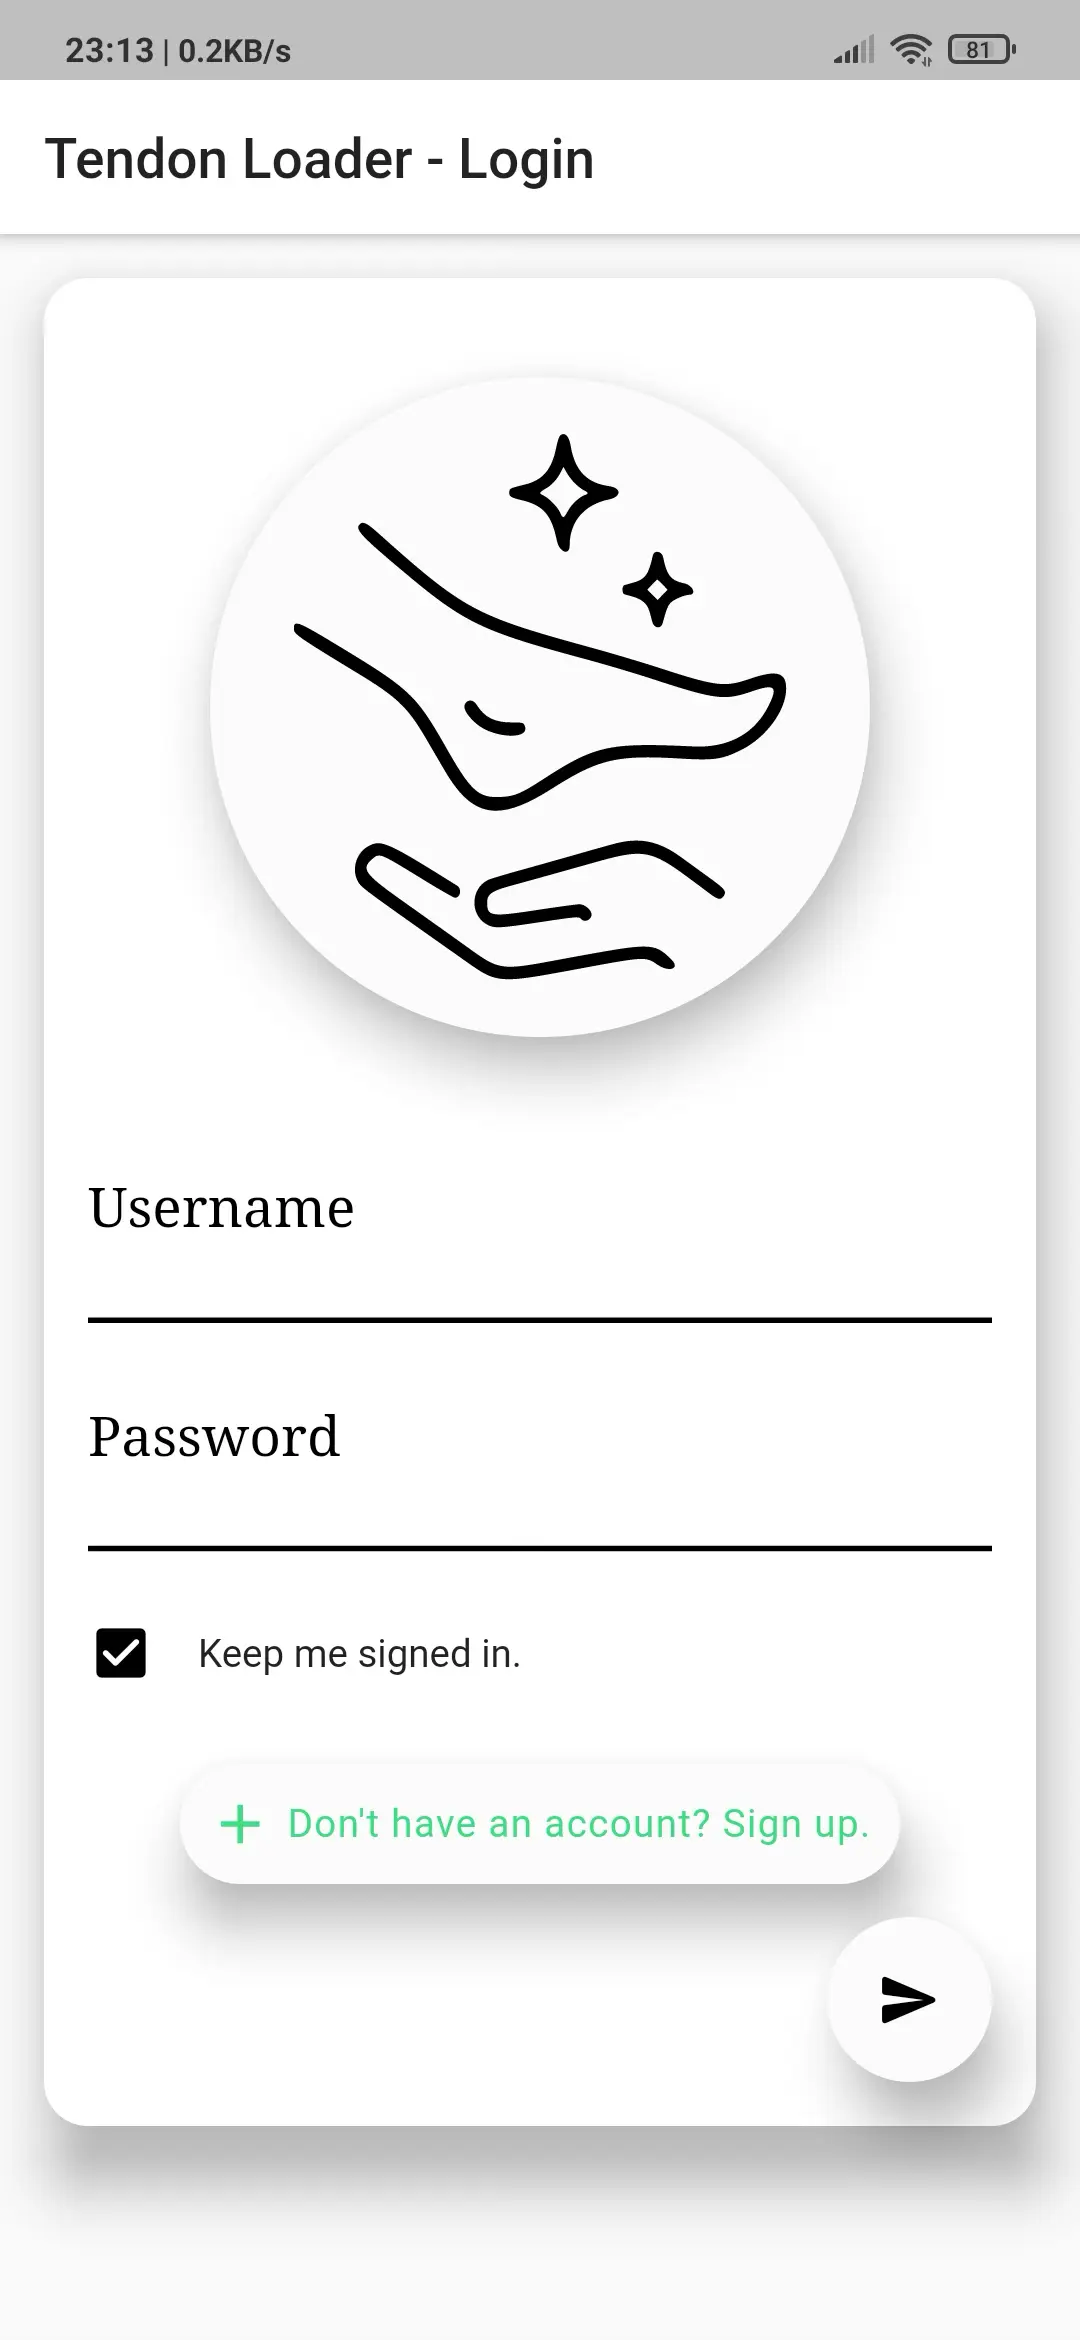 23:13 | 0.2KB/s 81
Tendon Loader - Login
Username
Password
Keep me signed in.
Don't have an account? Sign up.